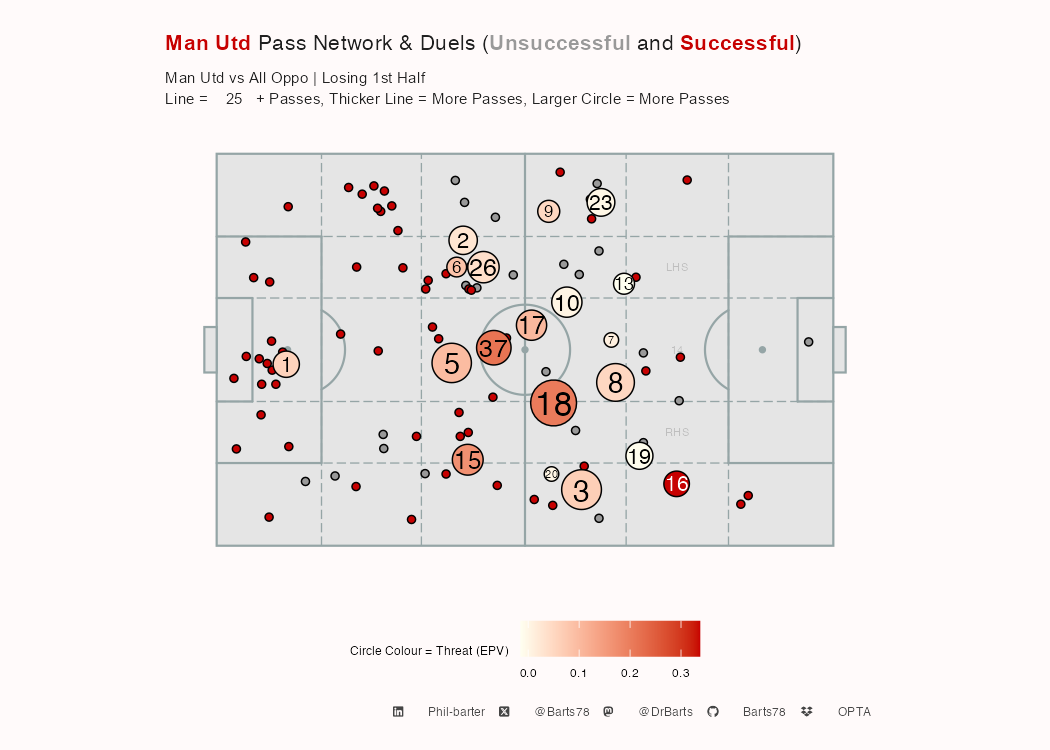 Man Utd Pass Network & Duels (Unsuccessful and Successful)
Man Utd vs All Oppo | Losing 1st Half
Line = 25 + Passes, Thicker Line = More Passes, Larger Circle = More Passes
23
9
2
6
26
LHS
13
10
17
7
14
37
5
1
8
18
RHS
15
19
20
3
16
Circle Colour = Threat (EPV)
0.0 0.1 0.2 0.3
Phil-barter @Barts78 @DrBarts Barts78 OPTA